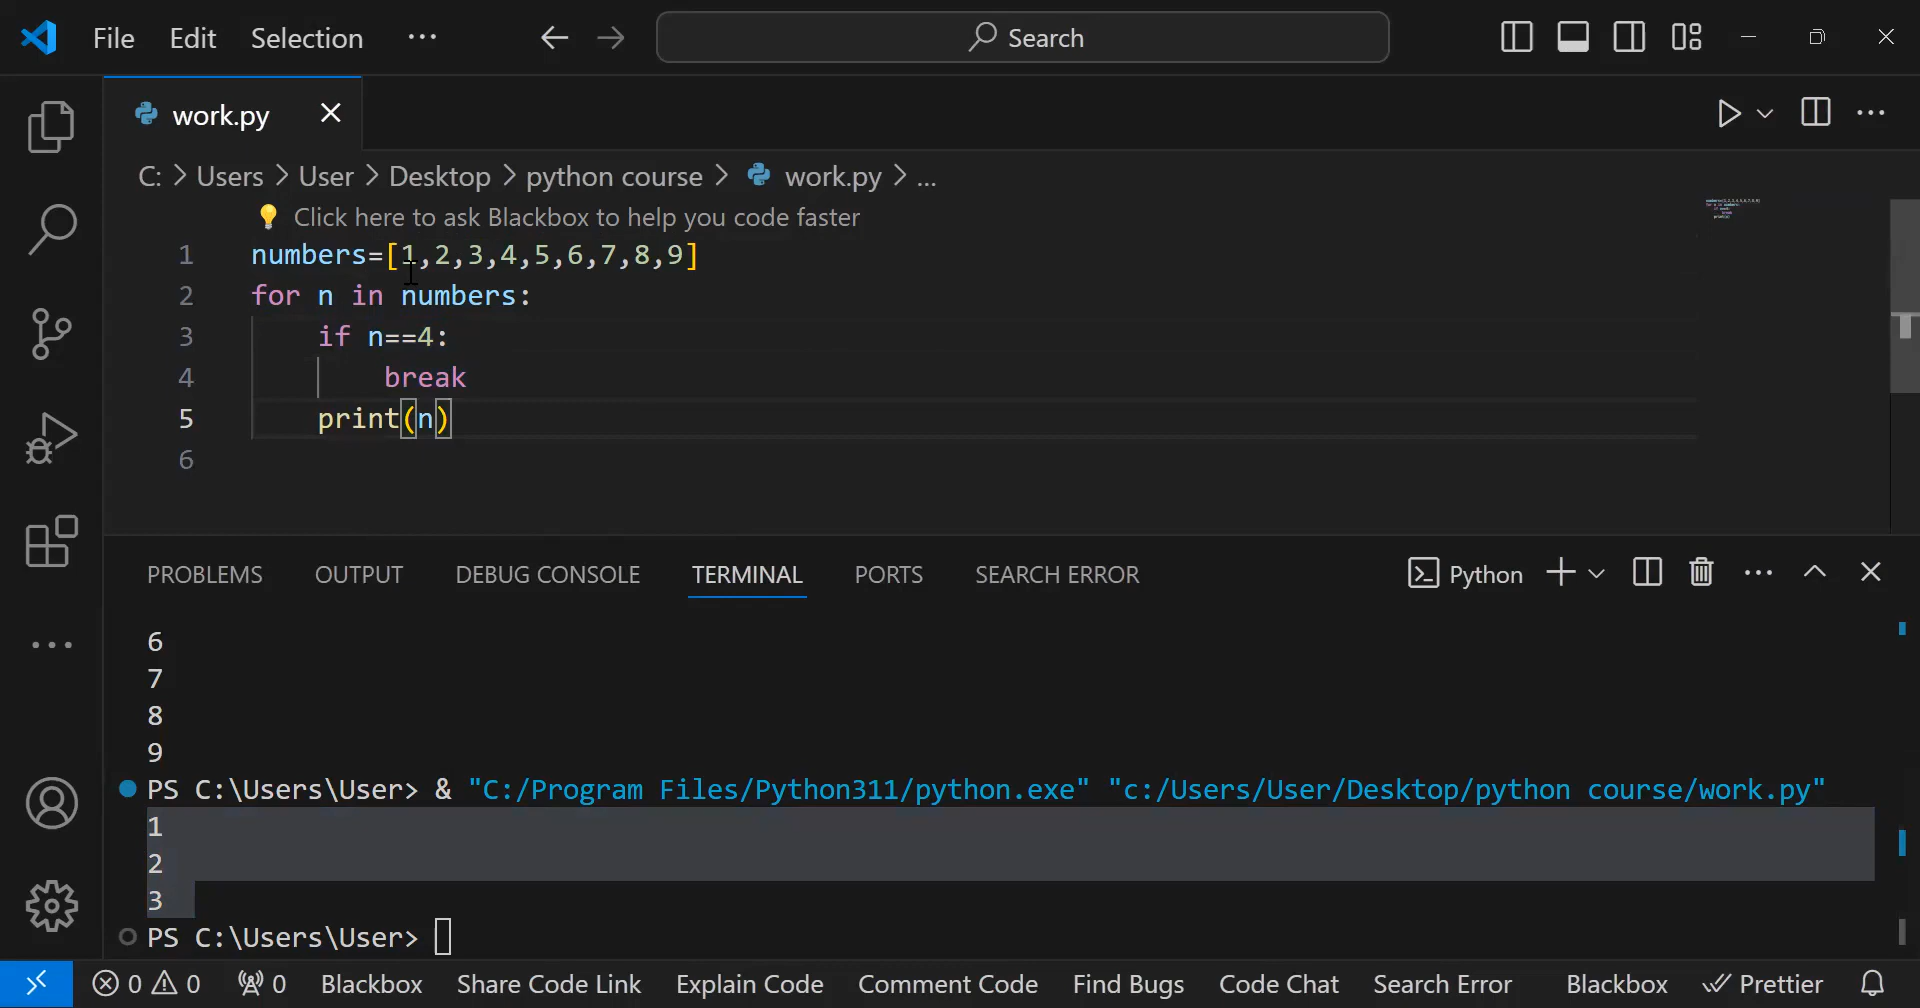 File Edit Selection ··· Search
work.py
C: > Users > User > Desktop > python course > work.py > ...
Click here to ask Blackbox to help you code faster
1 numbers=[1,2,3,4,5,6,7,8,9]
2 for n in numbers:
3 if n==4:
4 break
5 print(n)
6
PROBLEMS OUTPUT DEBUG CONSOLE TERMINAL PORTS SEARCH ERROR Python
6
7
8
9
PS C:\Users\User> & "C:/Program Files/Python311/python.exe" "c:/Users/User/Desktop/python course/work.py"
1
2
3
PS C:\Users\User>
0 0 0 Blackbox Share Code Link Explain Code Comment Code Find Bugs Code Chat Search Error Blackbox Prettier